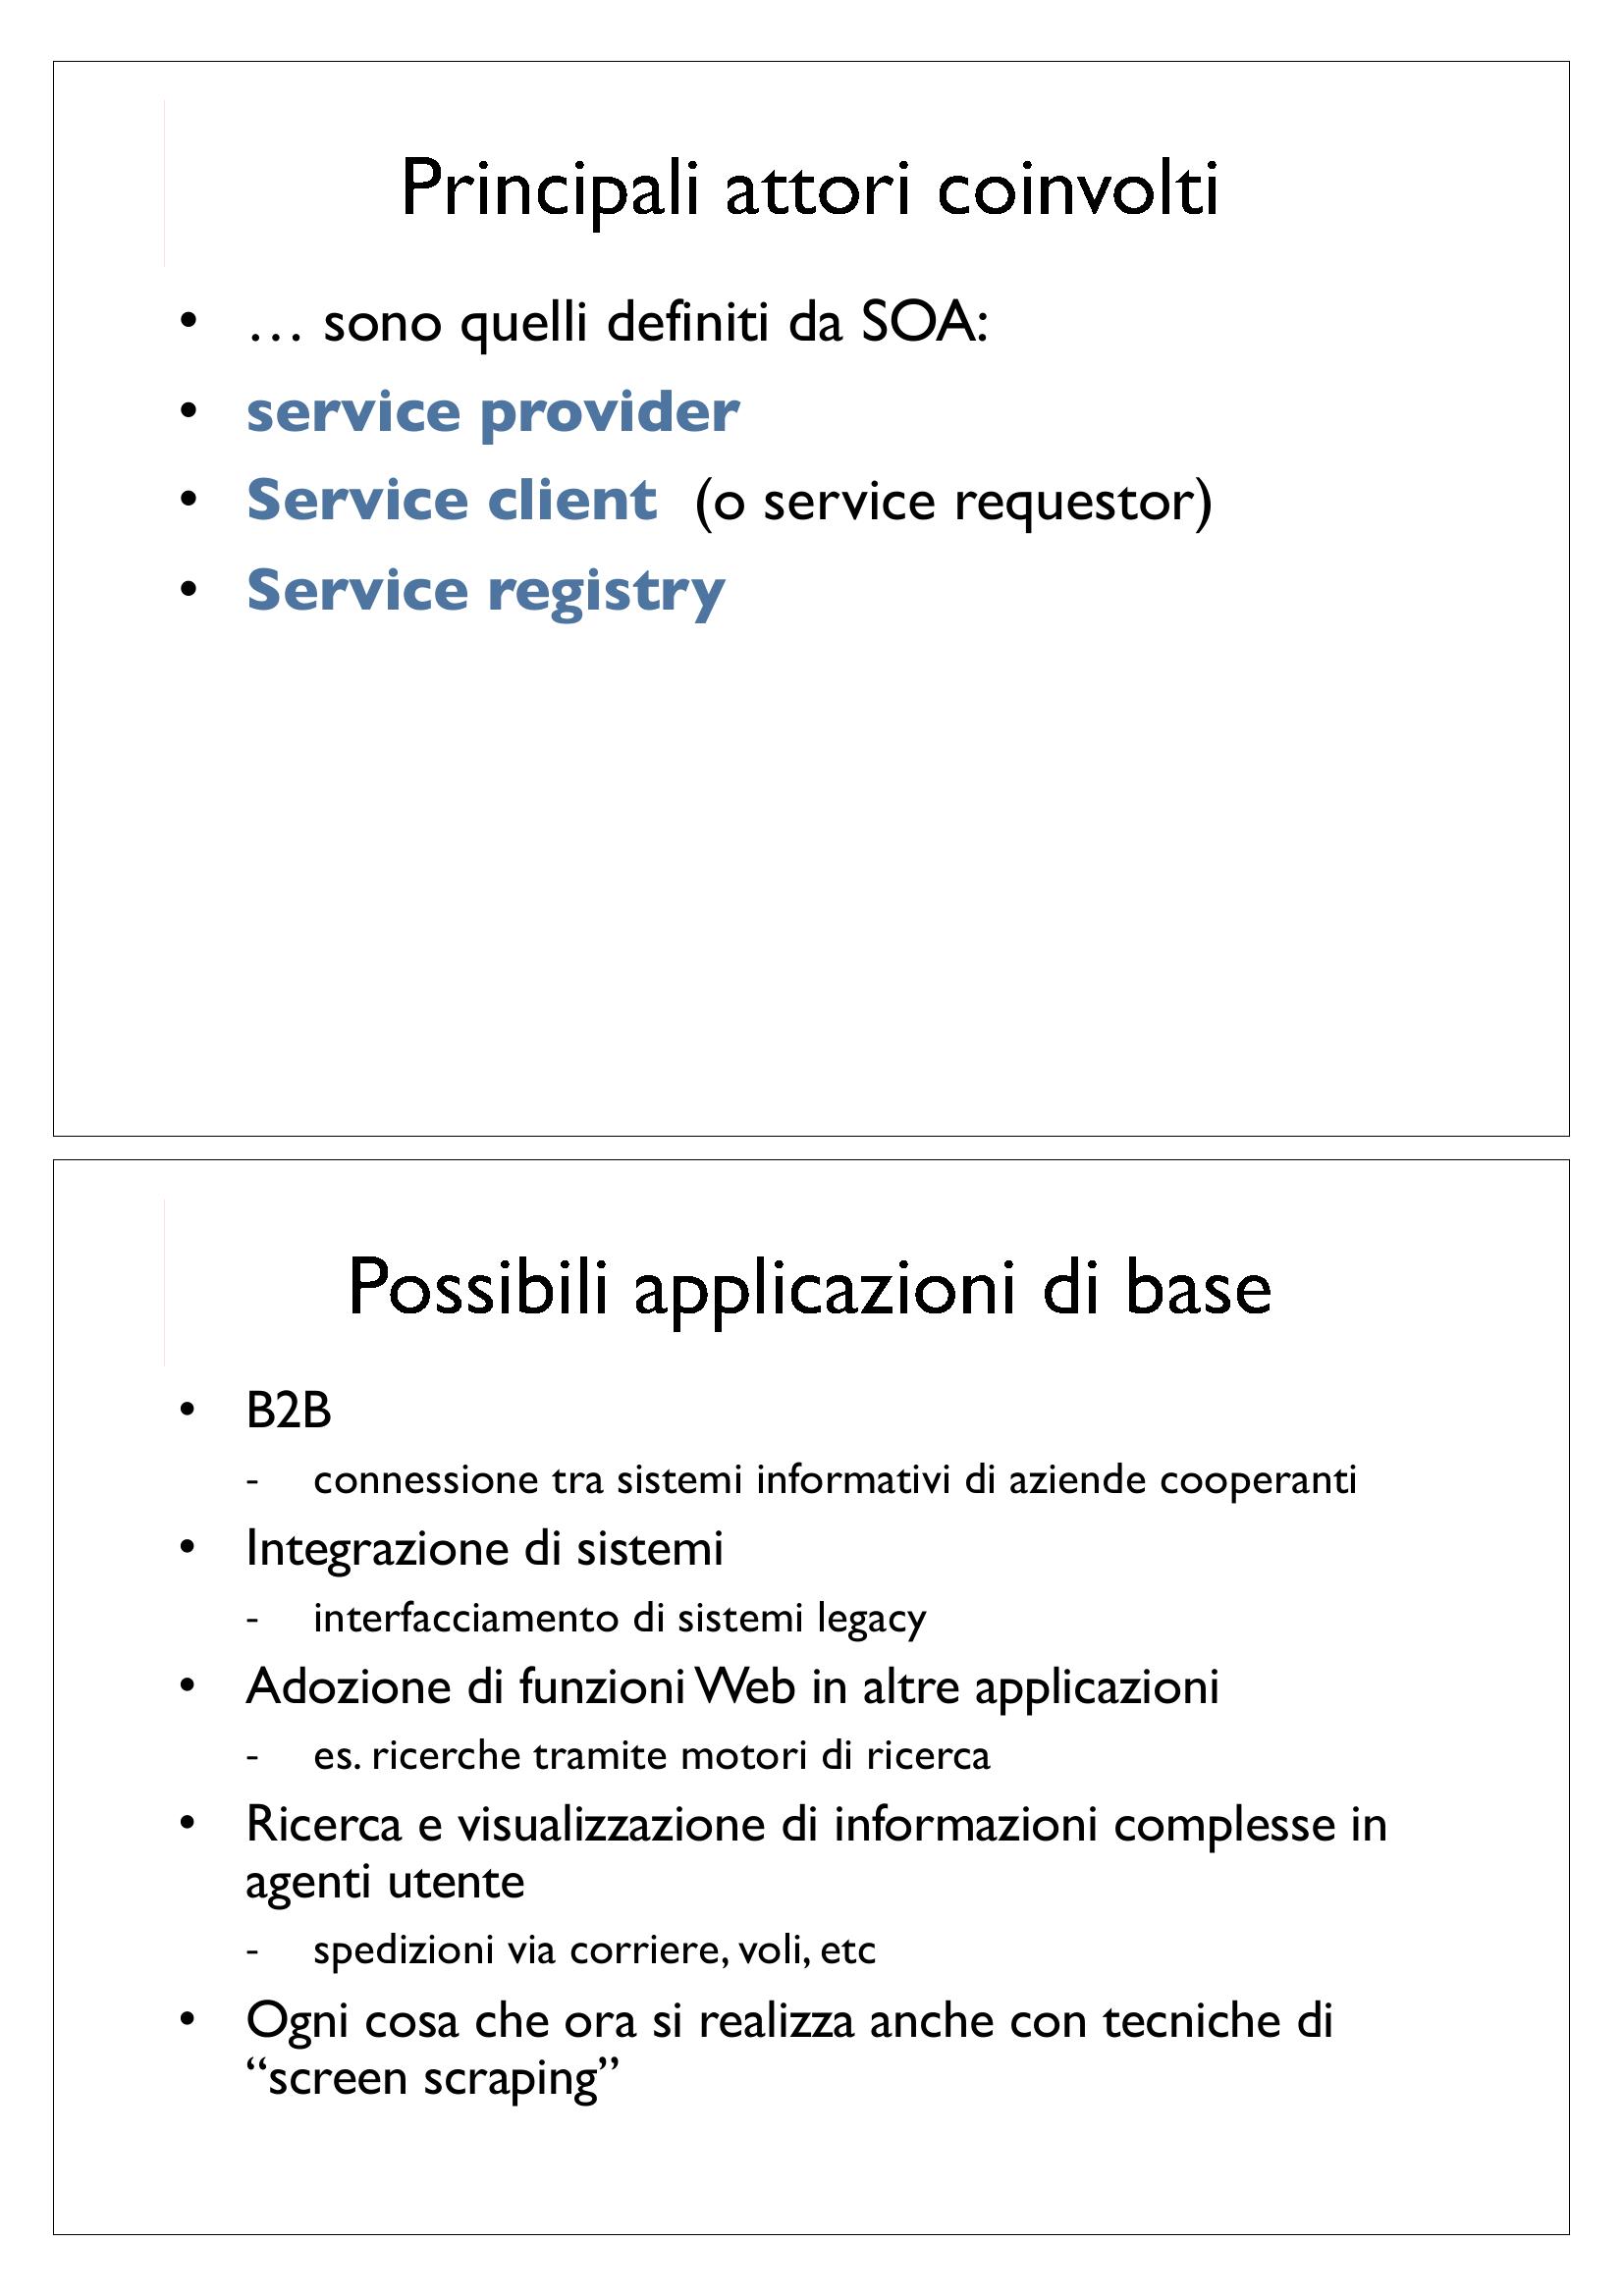 Principali attori coinvolti
• … sono quelli definiti da SOA:
• service provider
• Service client (o service requestor)
• Service registry
Possibili applicazioni di base
• B2B
- connessione tra sistemi informativi di aziende cooperanti
• Integrazione di sistemi
- interfacciamento di sistemi legacy
• Adozione di funzioni Web in altre applicazioni
- es. ricerche tramite motori di ricerca
• Ricerca e visualizzazione di informazioni complesse in
agenti utente
- spedizioni via corriere, voli, etc
• Ogni cosa che ora si realizza anche con tecniche di
“screen scraping”